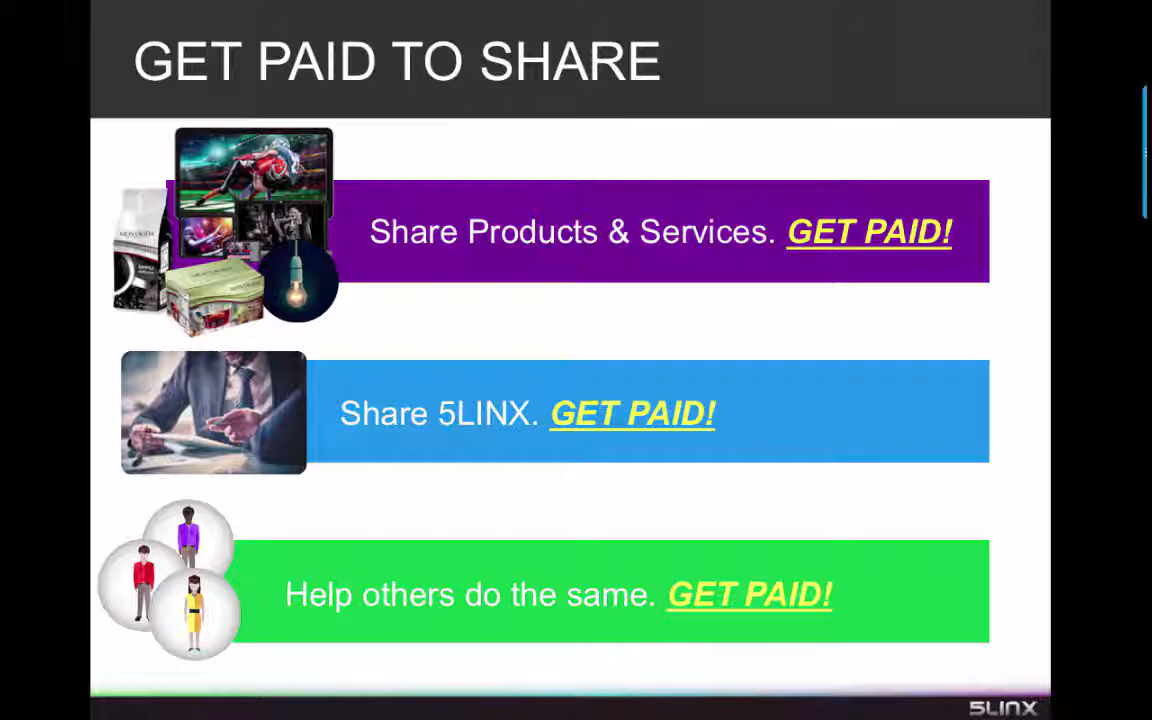 GET PAID TO SHARE
Share Products & Services. GET PAID!
MONTAGDA
Share 5LINX. GET PAID!
Help others do the same. GET PAID!
5LINX